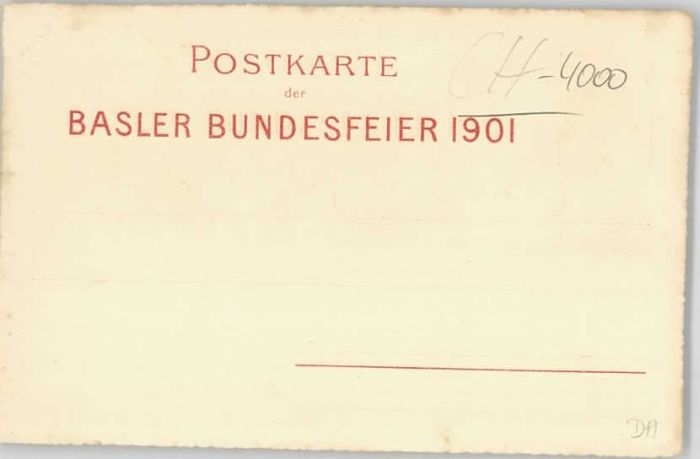 POSTKARTE
CH-4000
der
BASLER BUNDESFEIER 1901